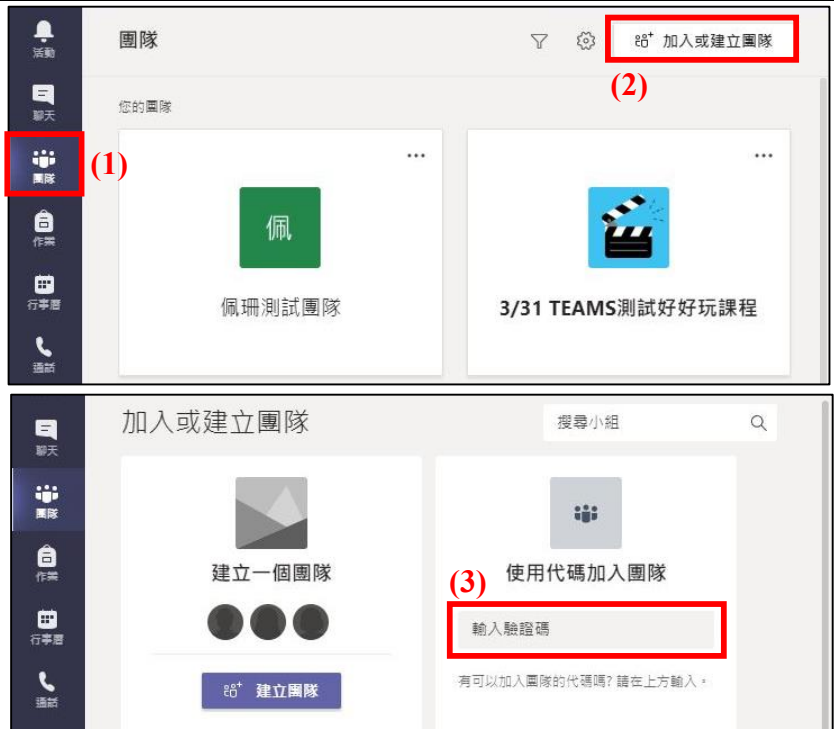 活動
團隊
加入或建立團隊
(2)
聊天
您的團隊
(1)
團隊
作業
行事曆
通話
佩
佩珊測試團隊
3/31 TEAMS測試好好玩課程
聊天
團隊
作業
行事曆
通話
加入或建立團隊
搜尋小組
建立一個團隊
建立團隊
(3)
使用代碼加入團隊
輸入驗證碼
有可以加入團隊的代碼嗎? 請在上方輸入。